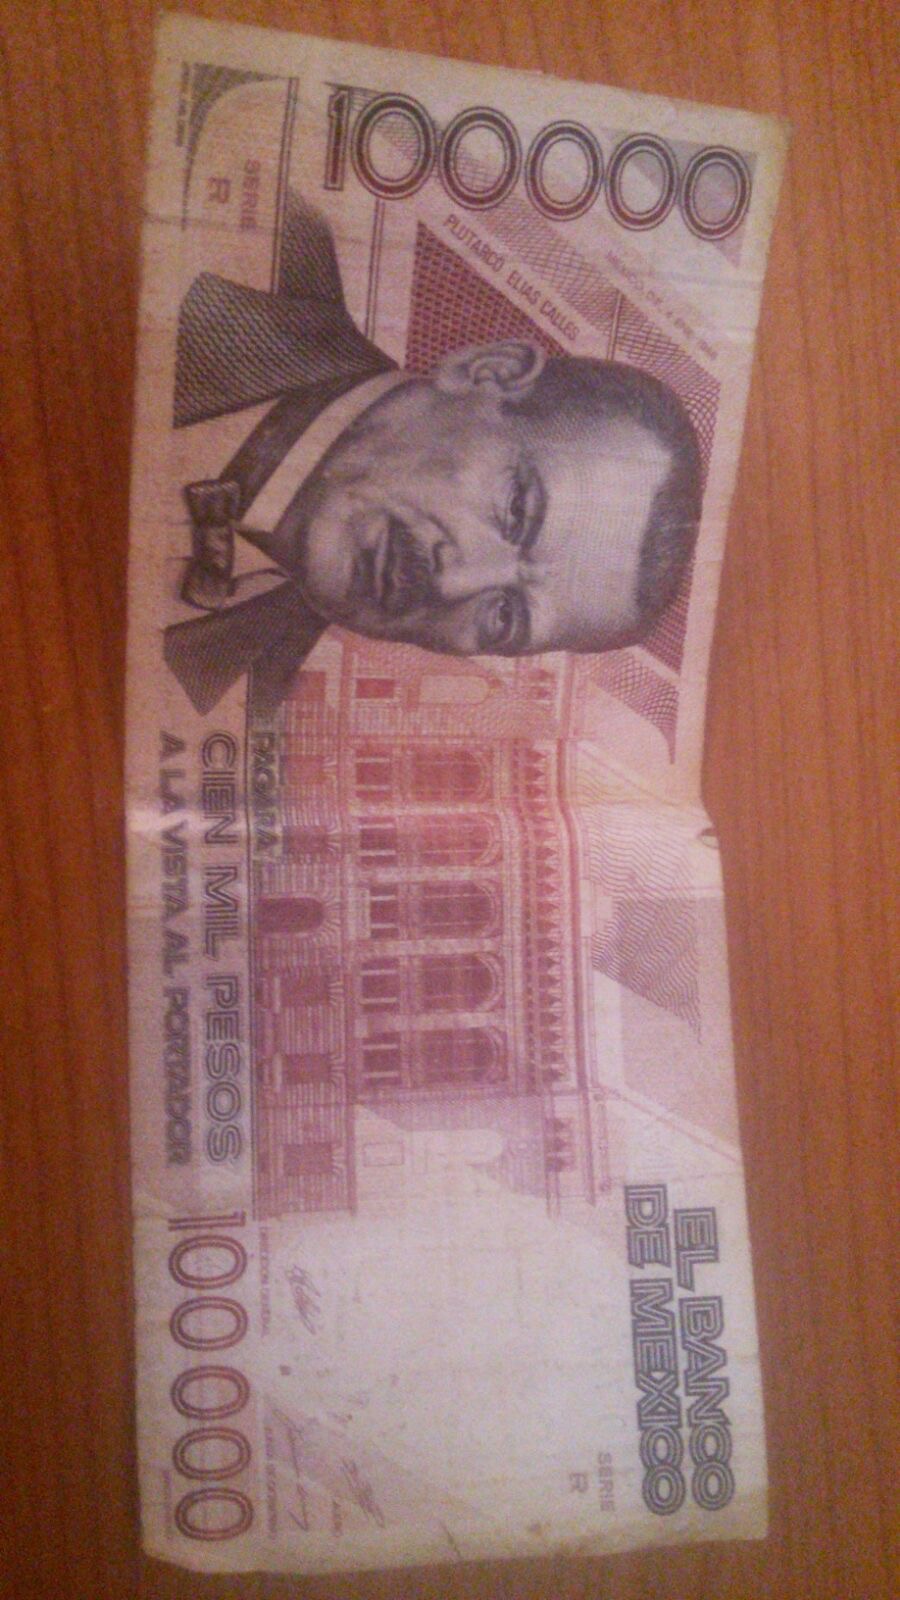 EL BANCO
DE MEXICO
100000
PLUTARCO ELIAS CALLES
SERIE
R
SERIE
R
PAGARA
CIEN MIL PESOS
A LA VISTA AL PORTADOR
100000